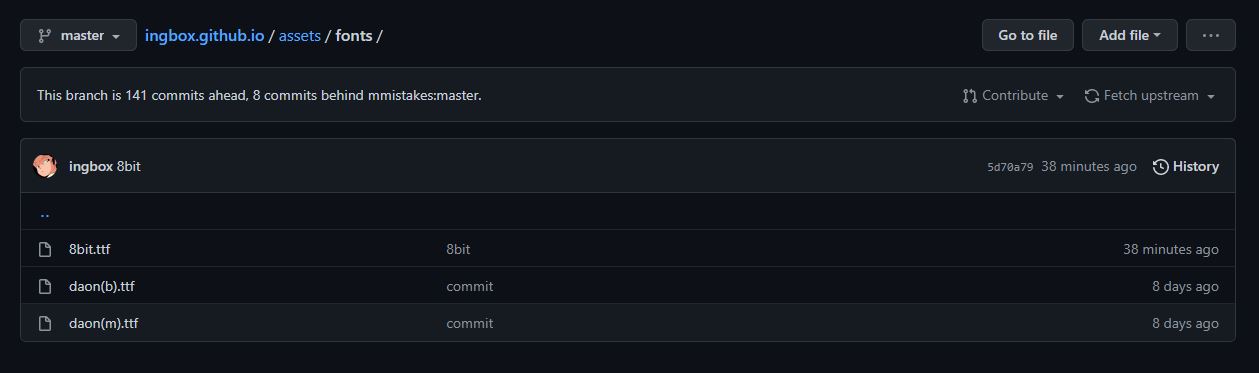 master ingbox.github.io / assets / fonts / Go to file Add file ...
This branch is 141 commits ahead, 8 commits behind mmistakes:master. Contribute Fetch upstream
ingbox 8bit 5d70a79 38 minutes ago History
..
8bit.ttf 8bit 38 minutes ago
daon(b).ttf commit 8 days ago
daon(m).ttf commit 8 days ago